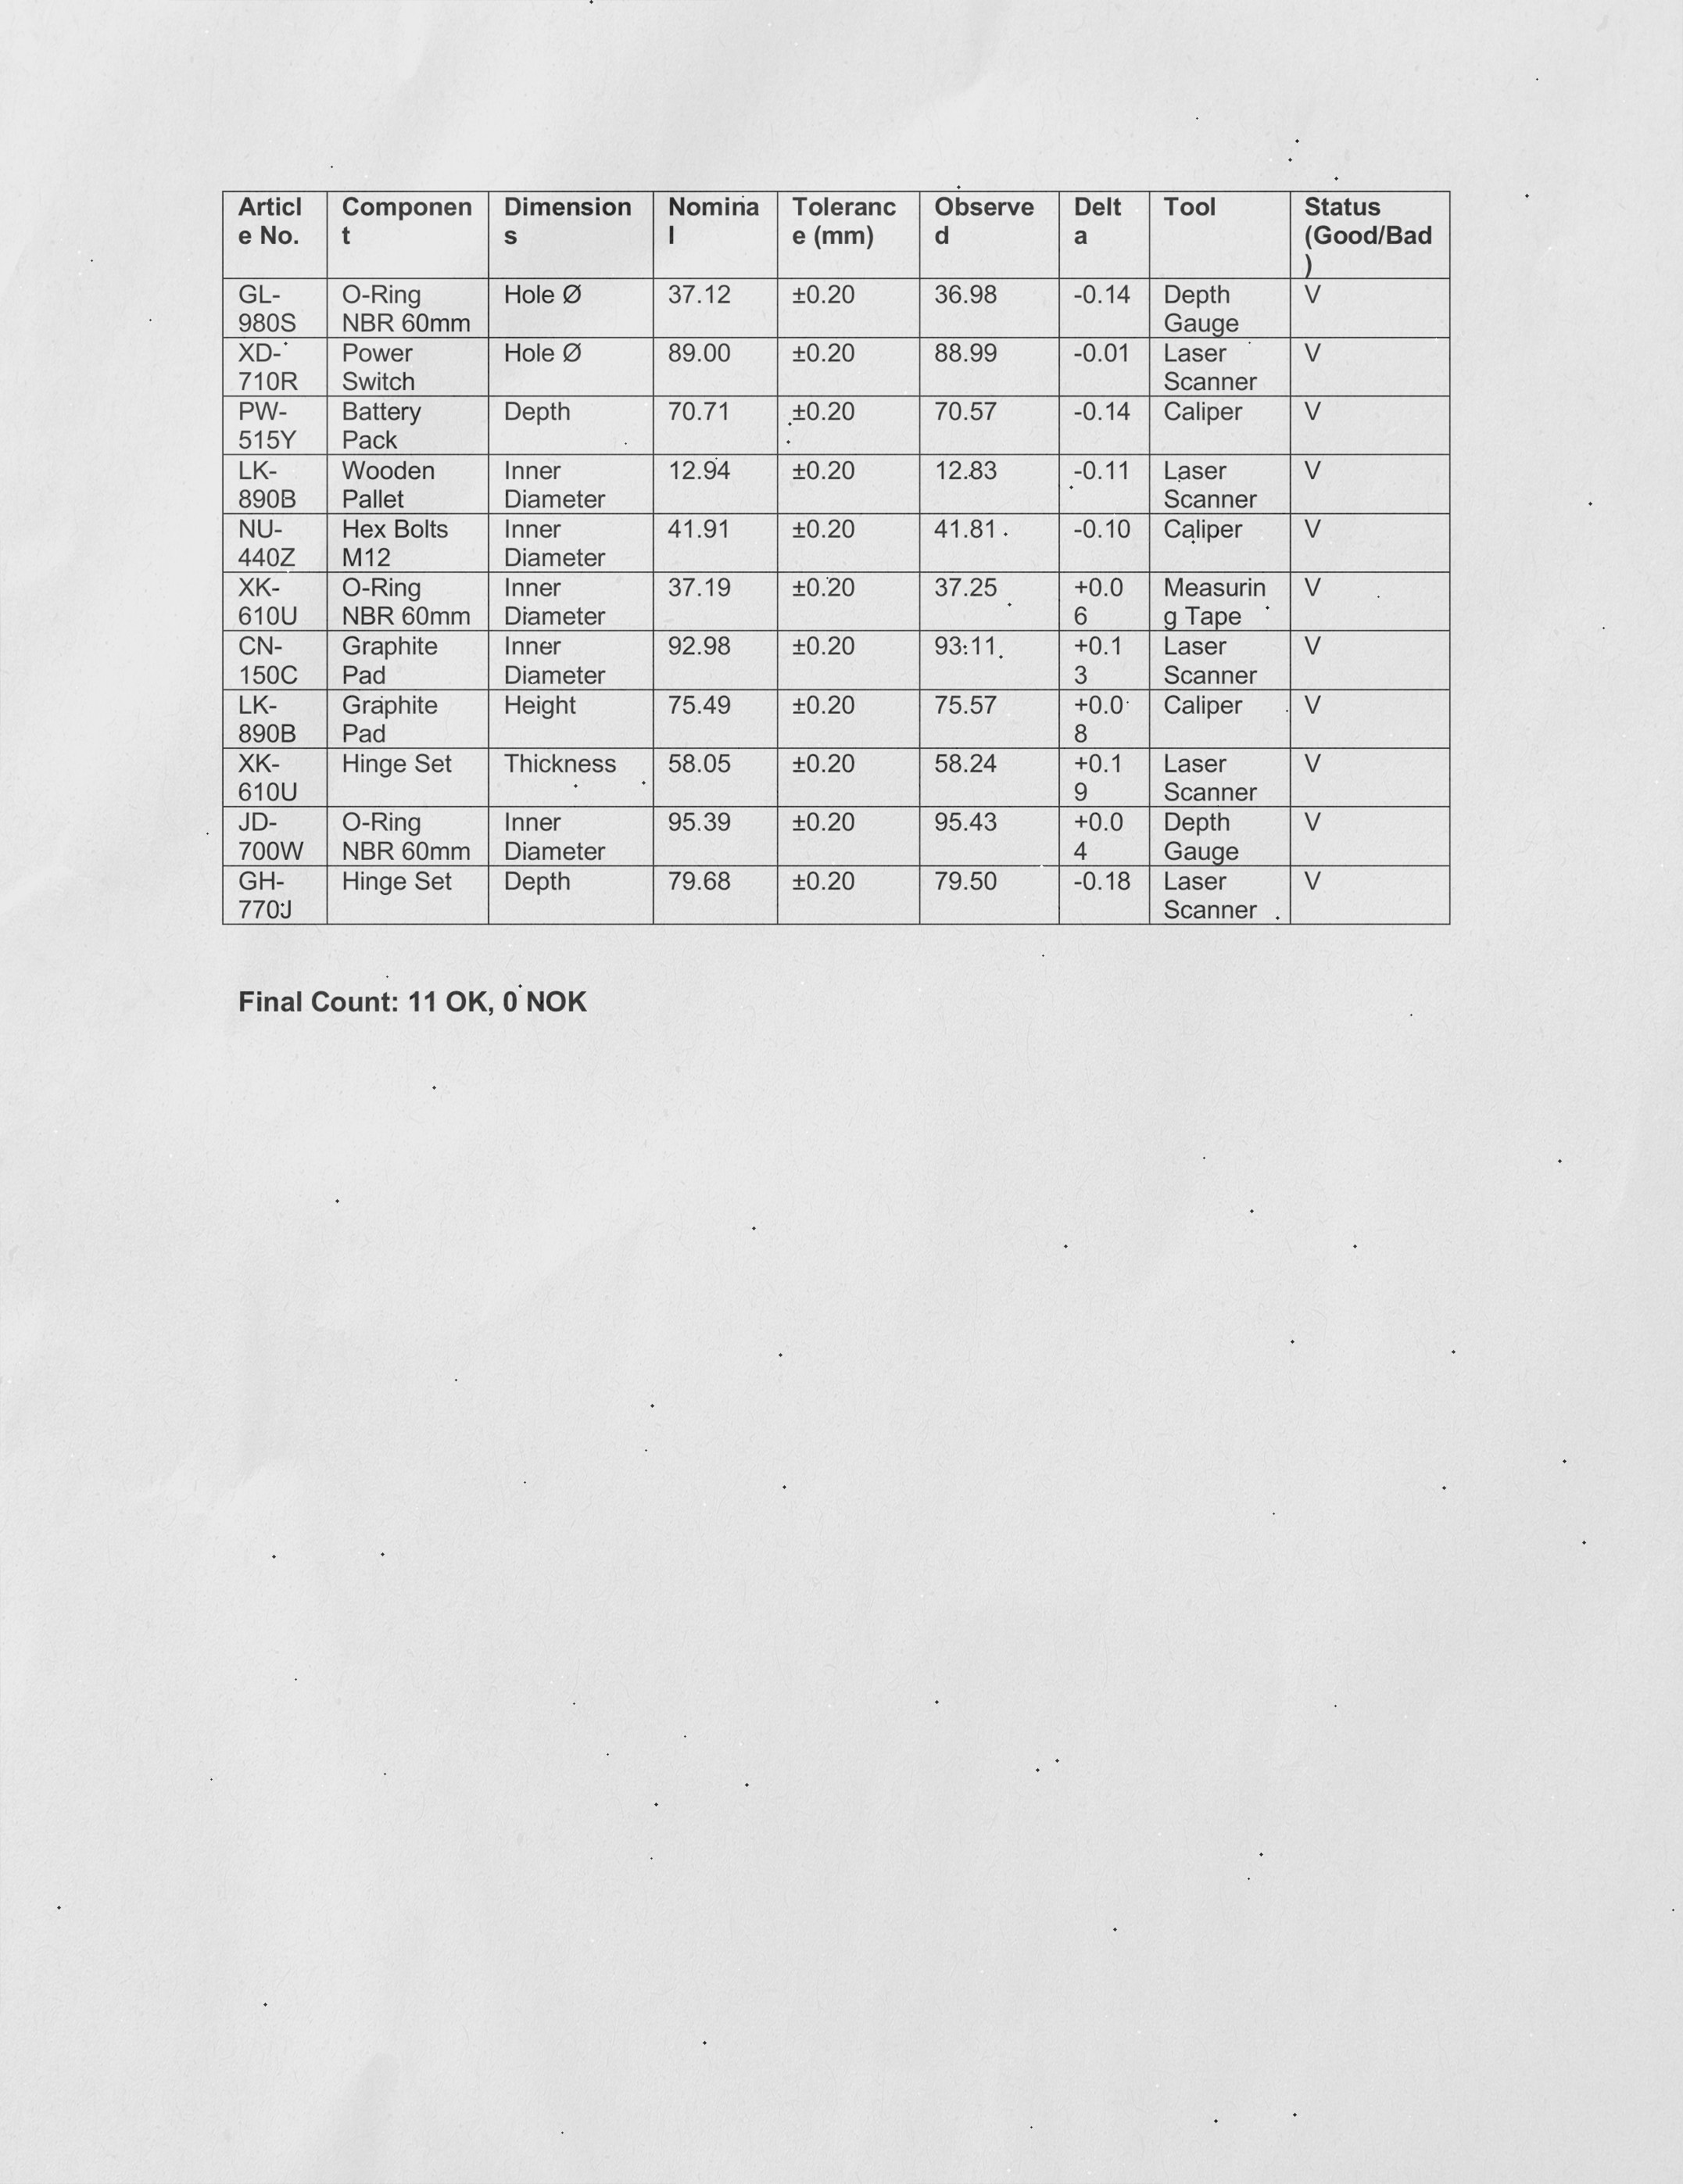 Article No. Component Dimensions Nominal Tolerance (mm) Observed Delta Tool Status (Good/Bad)
GL-980S O-Ring NBR 60mm Hole Ø 37.12 ±0.20 36.98 -0.14 Depth Gauge V
XD-710R Power Switch Hole Ø 89.00 ±0.20 88.99 -0.01 Laser Scanner V
PW-515Y Battery Pack Depth 70.71 ±0.20 70.57 -0.14 Caliper V
LK-890B Wooden Pallet Inner Diameter 12.94 ±0.20 12.83 -0.11 Laser Scanner V
NU-440Z Hex Bolts M12 Inner Diameter 41.91 ±0.20 41.81 -0.10 Caliper V
XK-610U O-Ring NBR 60mm Inner Diameter 37.19 ±0.20 37.25 +0.06 Measuring Tape V
CN-150C Graphite Pad Inner Diameter 92.98 ±0.20 93.11 +0.13 Laser Scanner V
LK-890B Graphite Pad Height 75.49 ±0.20 75.57 +0.08 Caliper V
XK-610U Hinge Set Thickness 58.05 ±0.20 58.24 +0.19 Laser Scanner V
JD-700W O-Ring NBR 60mm Inner Diameter 95.39 ±0.20 95.43 +0.04 Depth Gauge V
GH-770J Hinge Set Depth 79.68 ±0.20 79.50 -0.18 Laser Scanner V
Final Count: 11 OK, 0 NOK